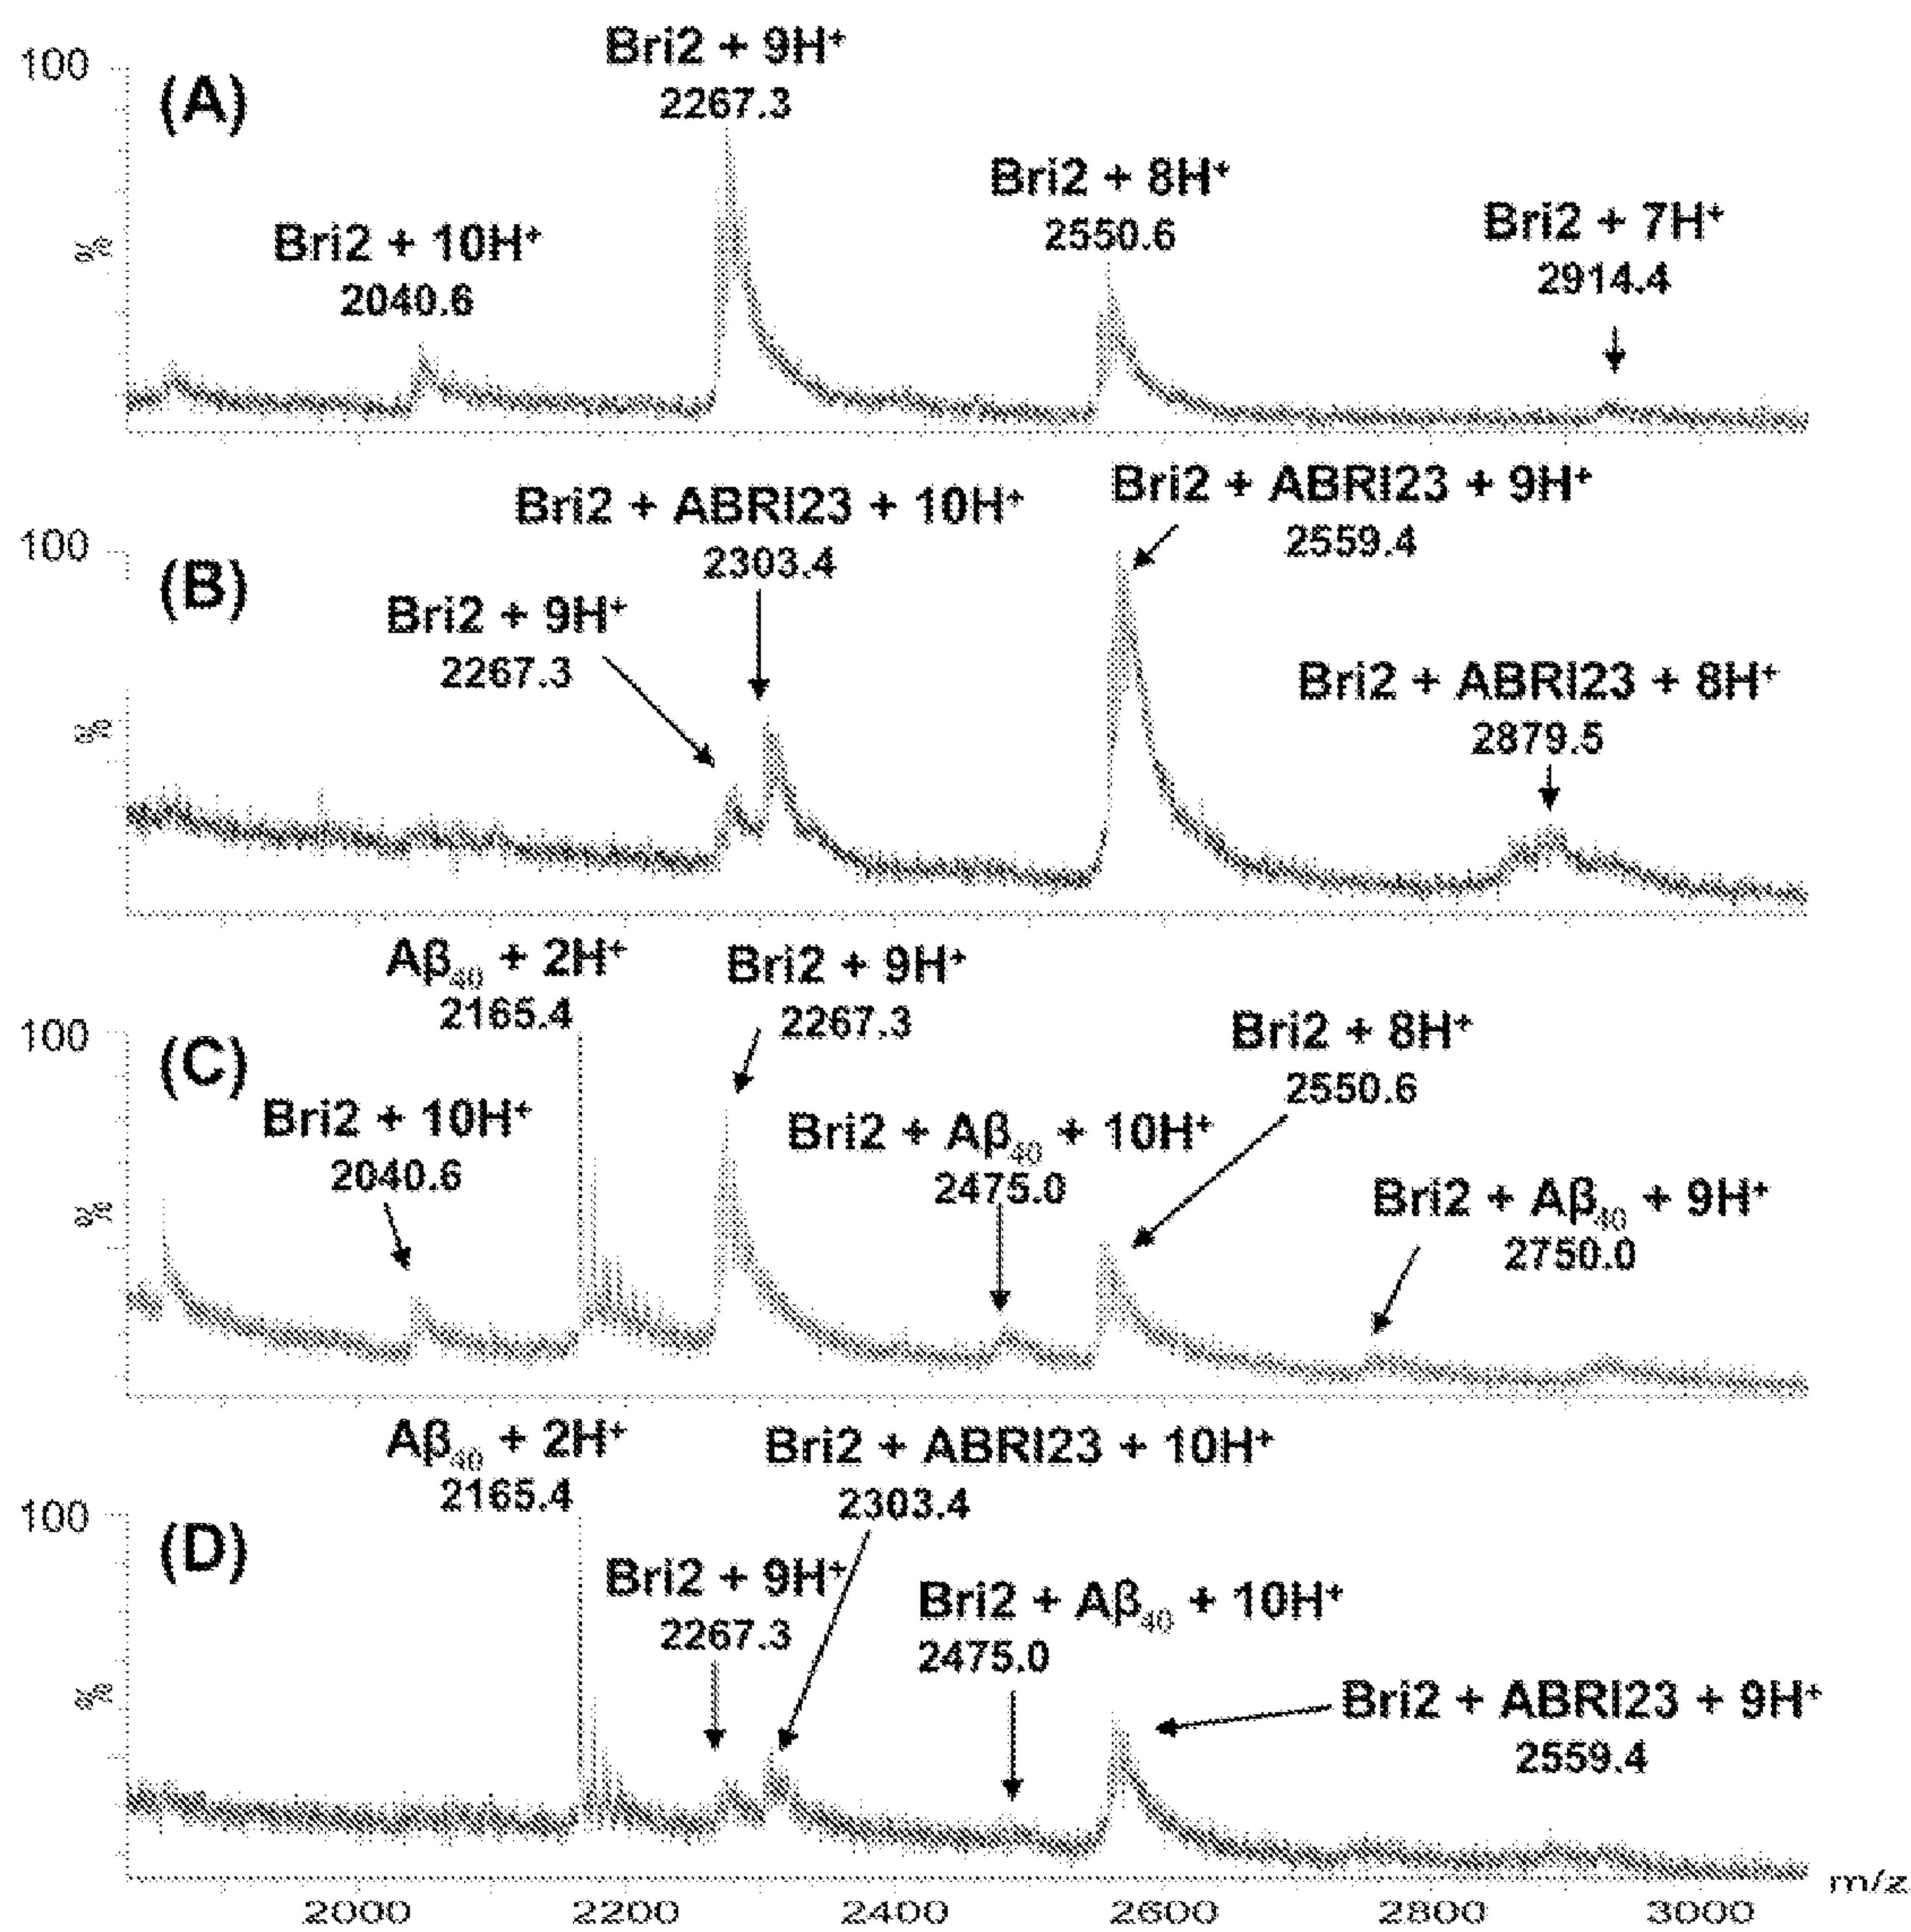 100
(A)
Bri2 + 9H⁺
2267.3
Bri2 + 8H⁺
2550.6
Bri2 + 7H⁺
2914.4
Bri2 + 10H⁺
2040.6
%
(B)
100
Bri2 + ABRI23 + 10H⁺
2303.4
Bri2 + ABRI23 + 9H⁺
2559.4
Bri2 + 9H⁺
2267.3
Bri2 + ABRI23 + 8H⁺
2879.5
%
(C)
100
Aβ₄₀ + 2H⁺
2165.4
Bri2 + 9H⁺
2267.3
Bri2 + 8H⁺
2550.6
Bri2 + 10H⁺
2040.6
Bri2 + Aβ₄₀ + 10H⁺
2475.0
Bri2 + Aβ₄₀ + 9H⁺
2750.0
%
(D)
100
Aβ₄₀ + 2H⁺
2165.4
Bri2 + ABRI23 + 10H⁺
2303.4
Bri2 + 9H⁺
2267.3
Bri2 + Aβ₄₀ + 10H⁺
2475.0
Bri2 + ABRI23 + 9H⁺
2559.4
%
m/z
2000 2200 2400 2600 2800 3000